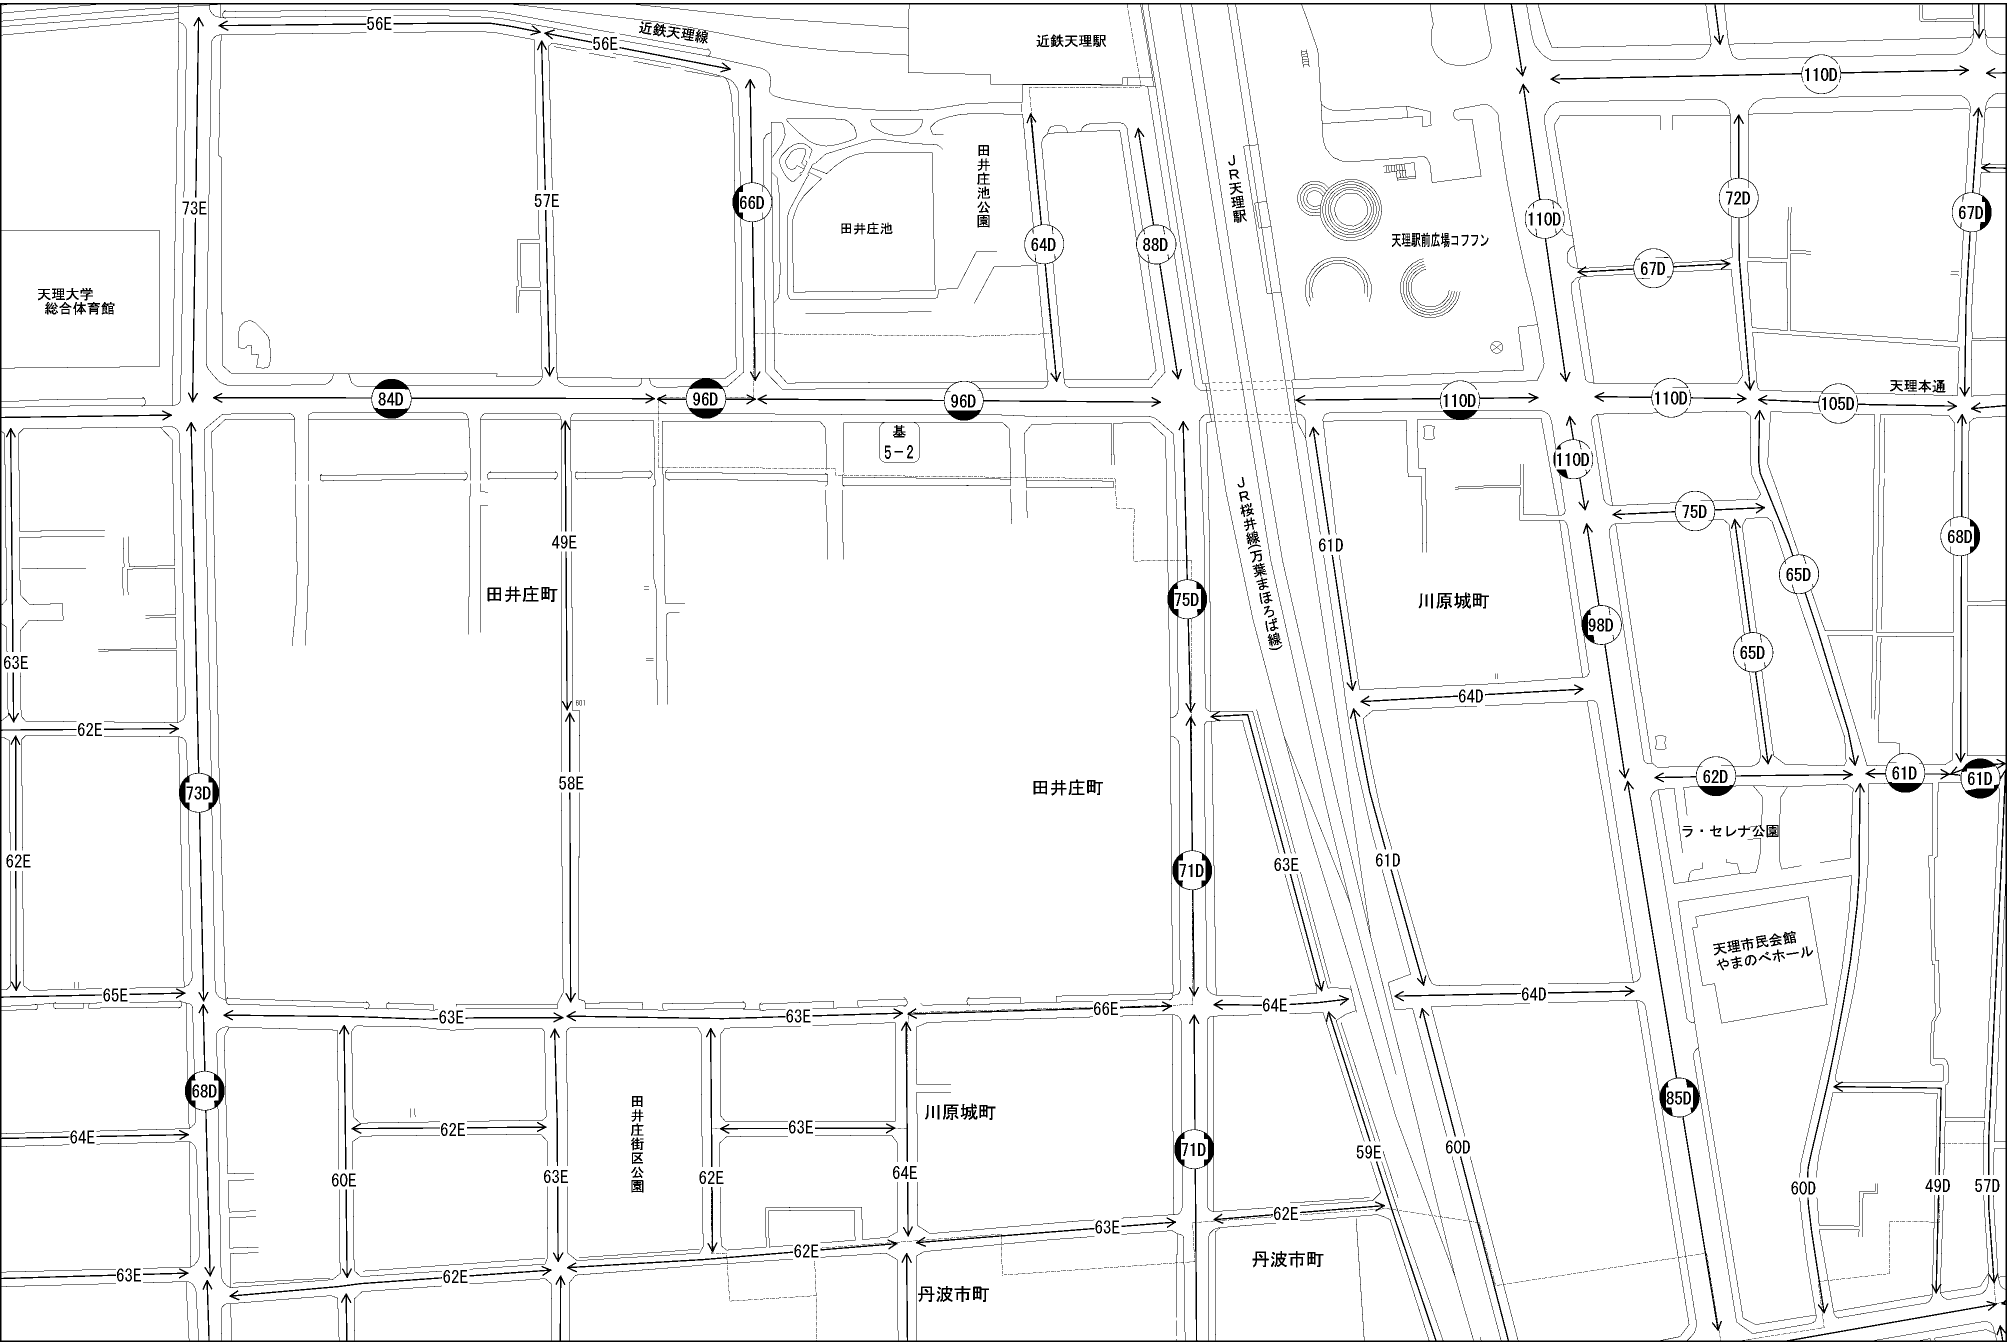 56E
近鉄天理線
56E
近鉄天理駅
110D
73E
57E
66D
田井庄池公園
田井庄池
64D
88D
JR天理駅
天理駅前広場コフフン
110D
72D
67D
67D
天理大学
総合体育館
天理本通
84D
96D
96D
110D
110D
105D
基
5-2
110D
JR桜井線(万葉まほろば線)
75D
68D
49E
61D
65D
田井庄町
75D
川原城町
98D
65D
63E
64D
601
62E
73D
58E
田井庄町
62D
61D
61D
ラ・セレナ公園
62E
71D
63E
61D
天理市民会館
やまのべホール
65E
64D
63E
63E
66E
64E
68D
85D
田井庄街区公園
川原城町
64E
62E
63E
71D
59E
60D
60E
63E
62E
64E
60D
49D
57D
62E
63E
62E
63E
62E
丹波市町
丹波市町